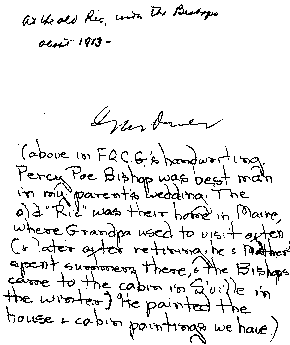 At the old Ric, with the Bishops
about 1913-
(above in FQCG's handwriting.
Percy Poe Bishop was best man
in my parent's wedding. The
old "Ric" was their home in Maine,
where Grandpa used to visit often
(& later after retiring, he & Mother
spent summers there, & the Bishops
came to the cabin in Q'ville in
the winter) He painted the
house & cabin paintings we have)